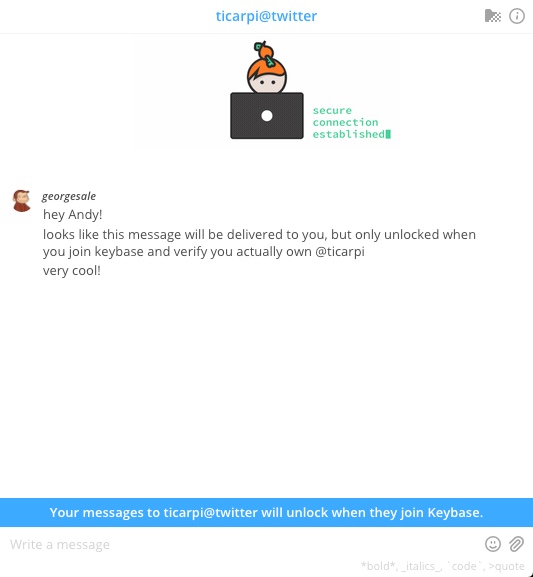 ticarpi@twitter
secure
connection
established
georgesale
hey Andy!
looks like this message will be delivered to you, but only unlocked when
you join keybase and verify you actually own @ticarpi
very cool!
Your messages to ticarpi@twitter will unlock when they join Keybase.
Write a message
*bold*, _italics_, `code`, >quote